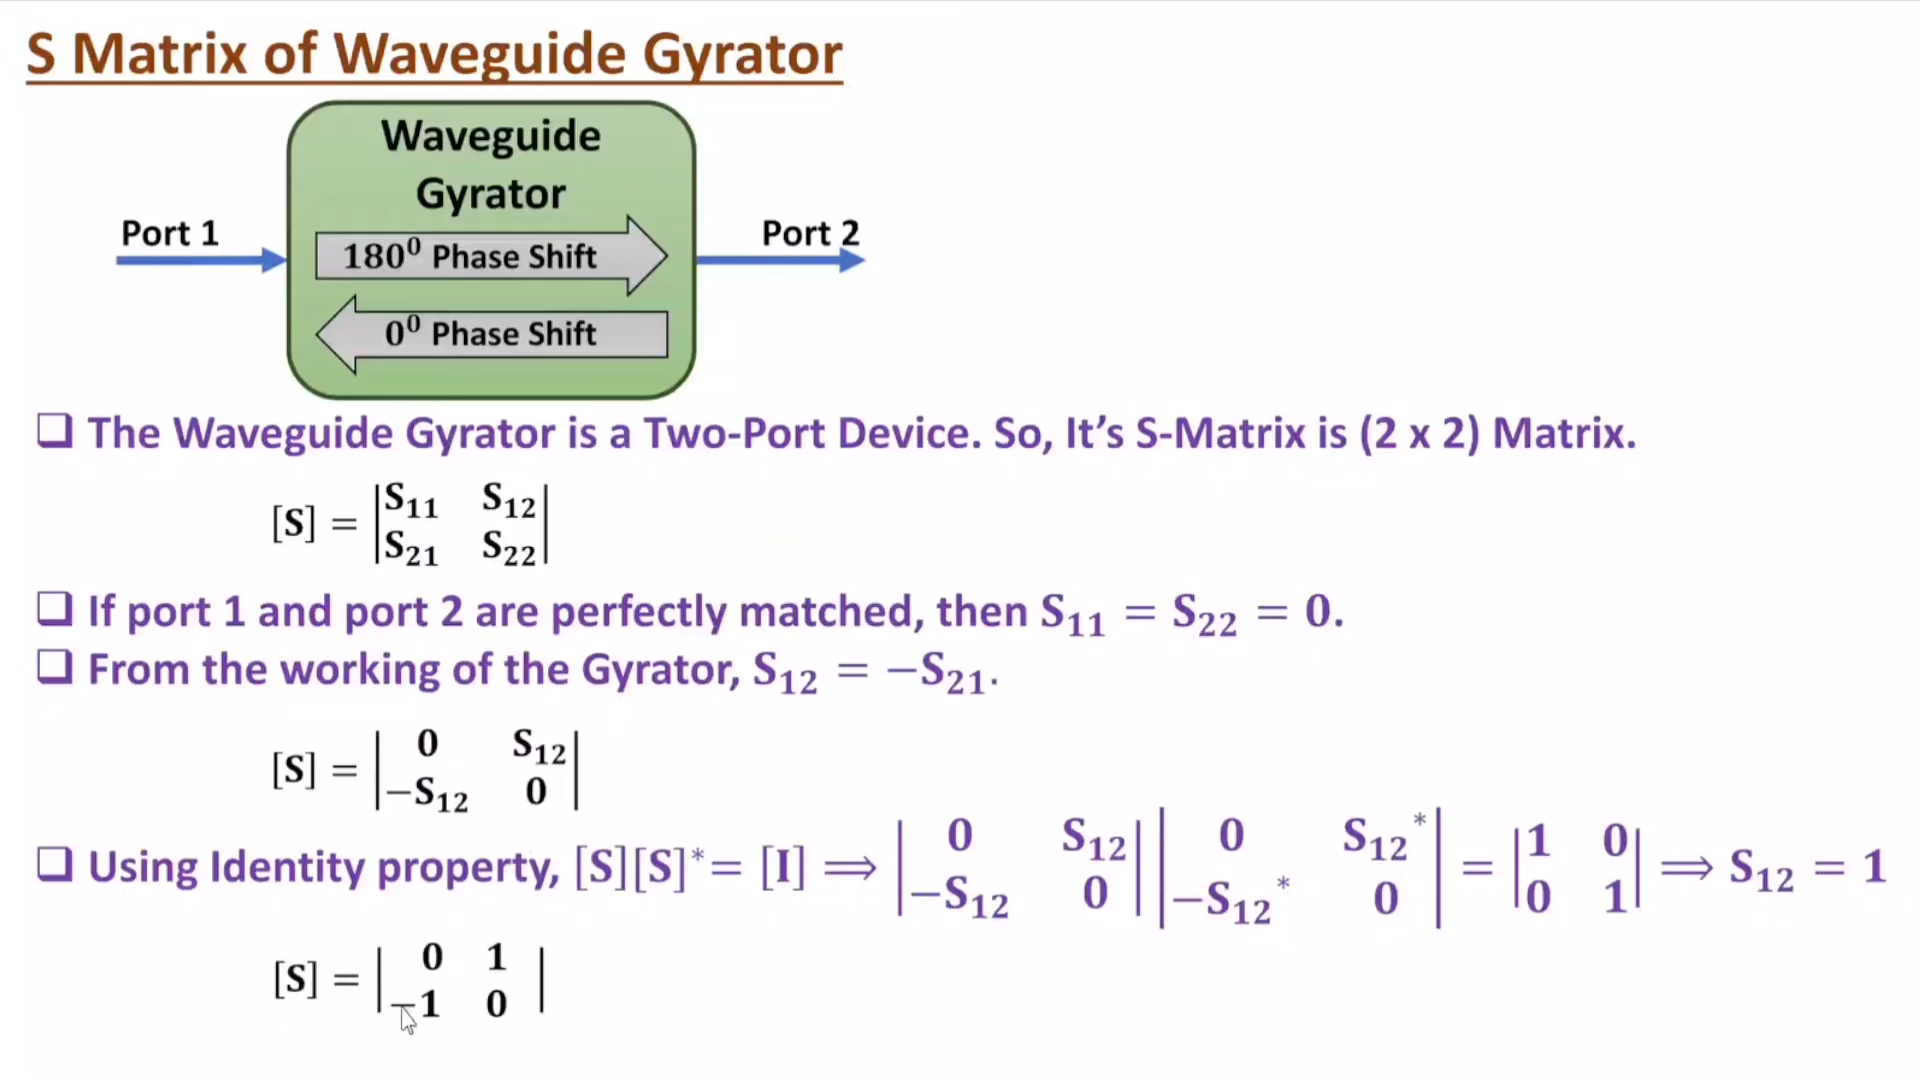 S Matrix of Waveguide Gyrator
Waveguide
Gyrator
Port 1
Port 2
180⁰ Phase Shift
0⁰ Phase Shift
❑ The Waveguide Gyrator is a Two-Port Device. So, It’s S-Matrix is (2 x 2) Matrix.
[S] = |S₁₁ S₁₂|
|S₂₁ S₂₂|
❑ If port 1 and port 2 are perfectly matched, then S₁₁ = S₂₂ = 0.
❑ From the working of the Gyrator, S₁₂ = −S₂₁.
[S] = | 0 S₁₂|
|−S₁₂ 0|
❑ Using Identity property, [S][S]*= [I] ⟹ | 0 S₁₂| | 0 S₁₂*| = |1 0| ⟹ S₁₂ = 1
|−S₁₂ 0| |−S₁₂* 0| |0 1|
[S] = | 0 1 |
|−1 0 |